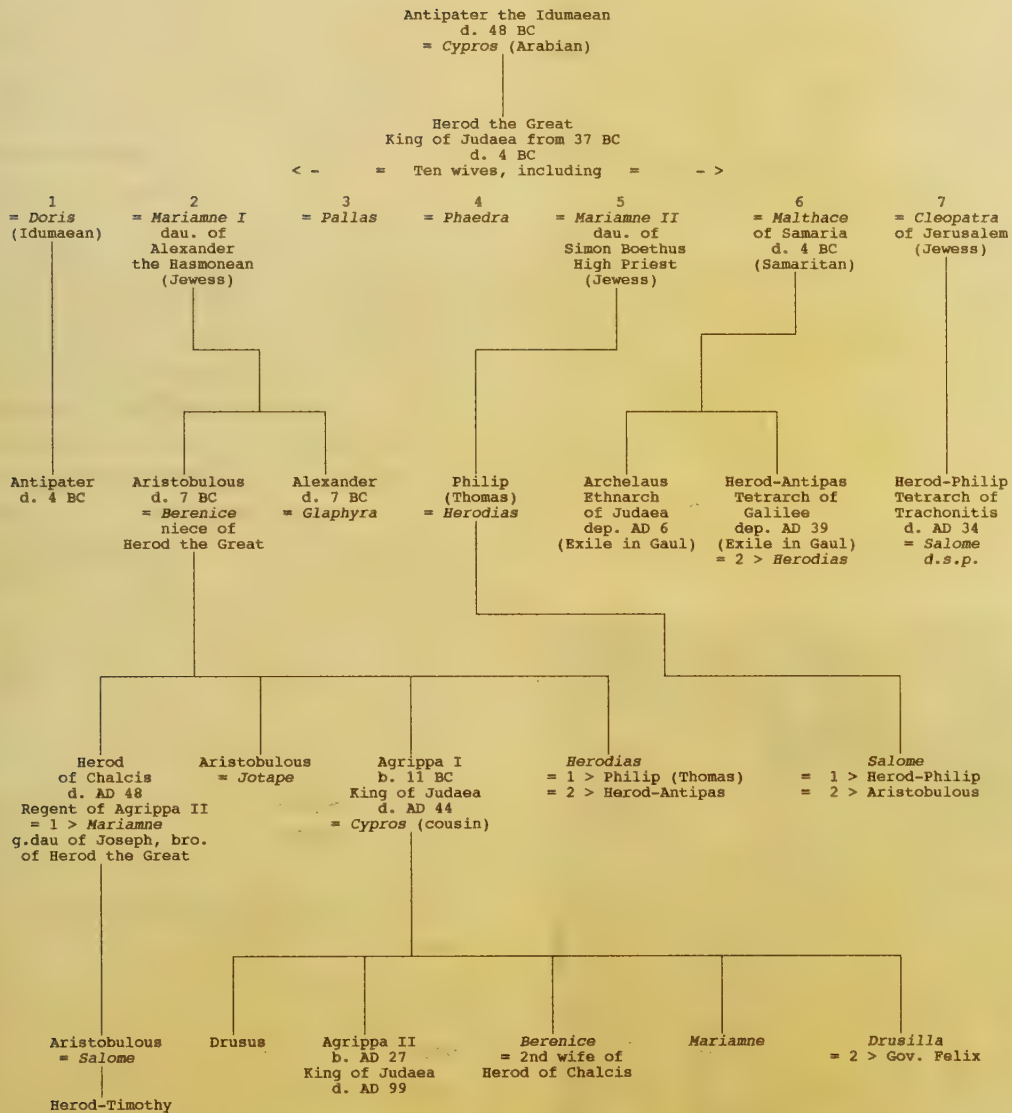 Antipater the Idumaean
d. 48 BC
= Cypros (Arabian)
Herod the Great
King of Judaea from 37 BC
d. 4 BC
< - = Ten wives, including = - >
1
= Doris
(Idumaean)
2
= Mariamne I
dau. of
Alexander
the Hasmonean
(Jewess)
3
= Pallas
4
= Phaedra
5
= Mariamne II
dau. of
Simon Boethus
High Priest
(Jewess)
6
= Malthace
of Samaria
d. 4 BC
(Samaritan)
7
= Cleopatra
of Jerusalem
(Jewess)
Antipater
d. 4 BC
Aristobulous
d. 7 BC
= Berenice
niece of
Herod the Great
Alexander
d. 7 BC
= Glaphyra
Philip
(Thomas)
= Herodias
Archelaus
Ethnarch
of Judaea
dep. AD 6
(Exile in Gaul)
Herod-Antipas
Tetrarch of
Galilee
dep. AD 39
(Exile in Gaul)
= 2 > Herodias
Herod-Philip
Tetrarch of
Trachonitis
d. AD 34
= Salome
d.s.p.
Herod
of Chalcis
d. AD 48
Regent of Agrippa II
= 1 > Mariamne
g.dau of Joseph, bro.
of Herod the Great
Aristobulous
= Jotape
Agrippa I
b. 11 BC
King of Judaea
d. AD 44
= Cypros (cousin)
Herodias
= 1 > Philip (Thomas)
= 2 > Herod-Antipas
Salome
= 1 > Herod-Philip
= 2 > Aristobulous
Aristobulous
= Salome
Herod-Timothy
Drusus
Agrippa II
b. AD 27
King of Judaea
d. AD 99
Berenice
= 2nd wife of
Herod of Chalcis
Mariamne
Drusilla
= 2 > Gov. Felix